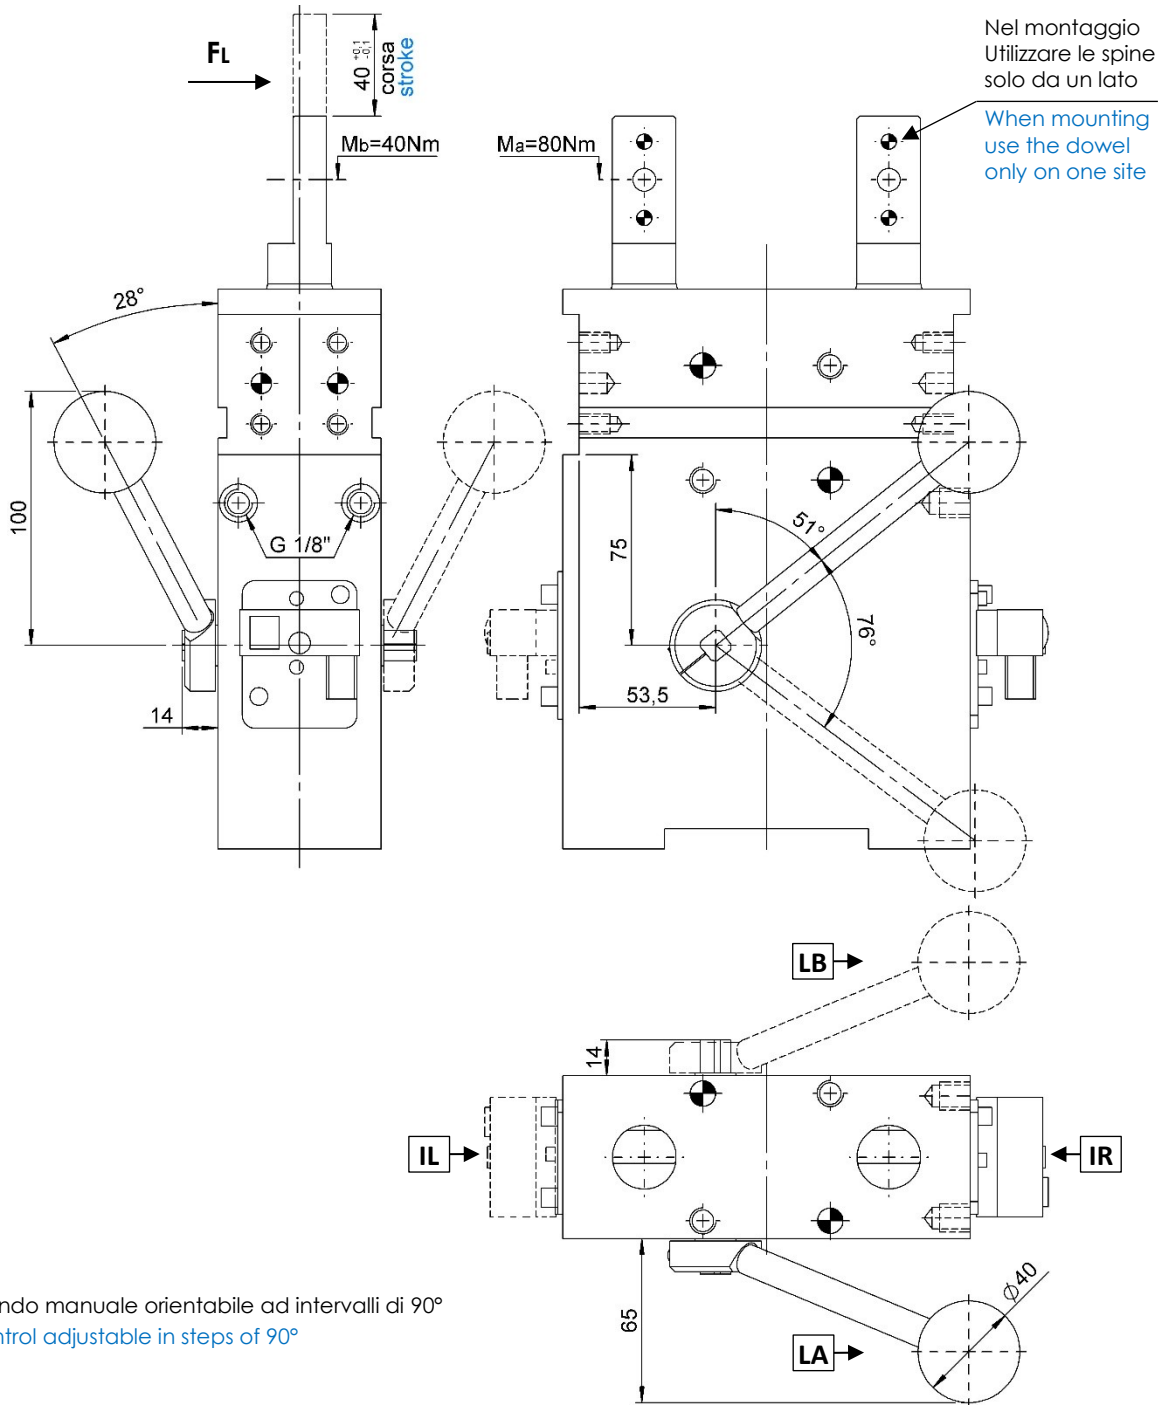 FL
40 +0,1 -0,1
corsa
stroke
Nel montaggio
Utilizzare le spine
solo da un lato
When mounting
use the dowel
only on one site
Mb=40Nm
Ma=80Nm
28°
100
G 1/8"
14
75
51°
76°
53,5
LB
14
IL
IR
65
Ø40
LA
ndo manuale orientabile ad intervalli di 90°
ntrol adjustable in steps of 90°